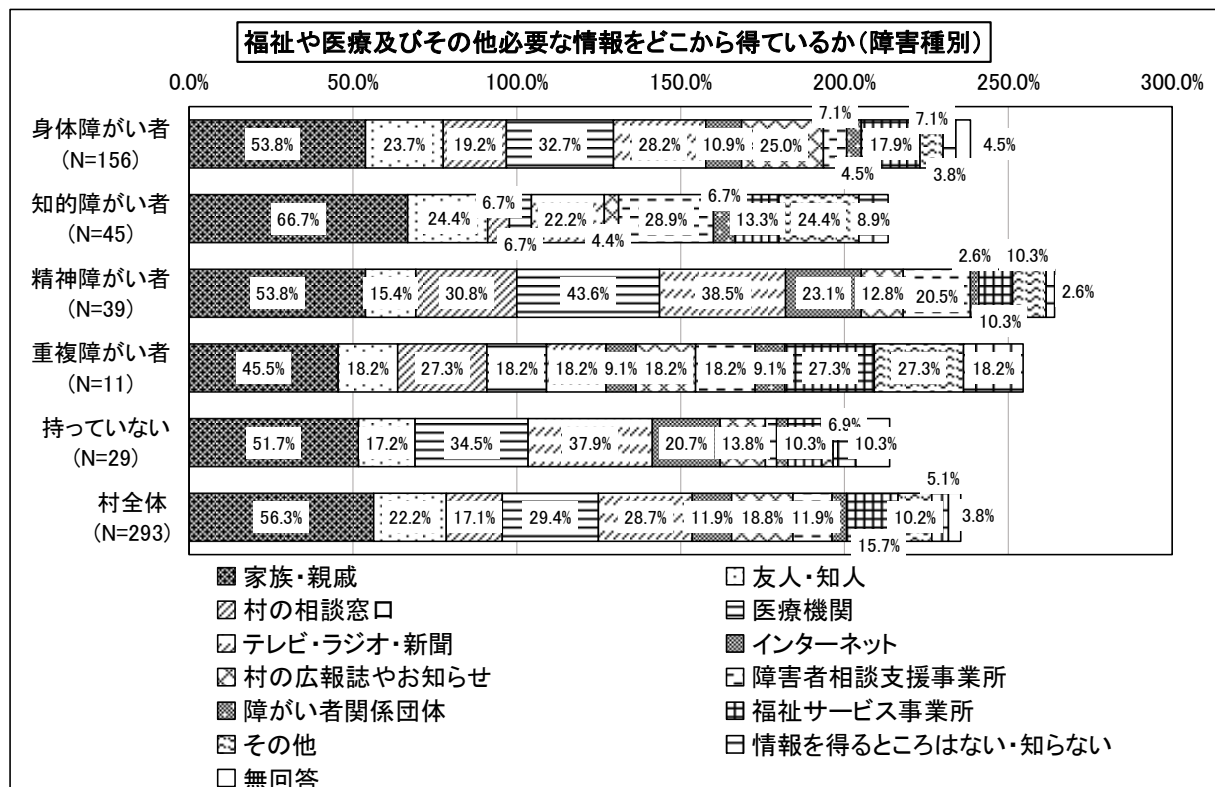 福祉や医療及びその他必要な情報をどこから得ているか(障害種別)
0.0% 50.0% 100.0% 150.0% 200.0% 250.0% 300.0%
身体障がい者
(N=156)
53.8% 23.7% 19.2% 32.7% 28.2% 10.9% 25.0% 7.1% 4.5% 17.9% 7.1% 3.8% 4.5%
知的障がい者
(N=45)
66.7% 24.4% 6.7% 6.7% 22.2% 4.4% 28.9% 6.7% 13.3% 24.4% 8.9%
精神障がい者
(N=39)
53.8% 15.4% 30.8% 43.6% 38.5% 23.1% 12.8% 20.5% 2.6% 10.3% 10.3% 2.6%
重複障がい者
(N=11)
45.5% 18.2% 27.3% 18.2% 18.2% 9.1% 18.2% 18.2% 9.1% 27.3% 27.3% 18.2%
持っていない
(N=29)
51.7% 17.2% 34.5% 37.9% 20.7% 13.8% 10.3% 6.9% 10.3%
村全体
(N=293)
56.3% 22.2% 17.1% 29.4% 28.7% 11.9% 18.8% 11.9% 15.7% 10.2% 5.1% 3.8%
家族・親戚 友人・知人
村の相談窓口 医療機関
テレビ・ラジオ・新聞 インターネット
村の広報誌やお知らせ 障害者相談支援事業所
障がい者関係団体 福祉サービス事業所
その他 情報を得るところはない・知らない
無回答